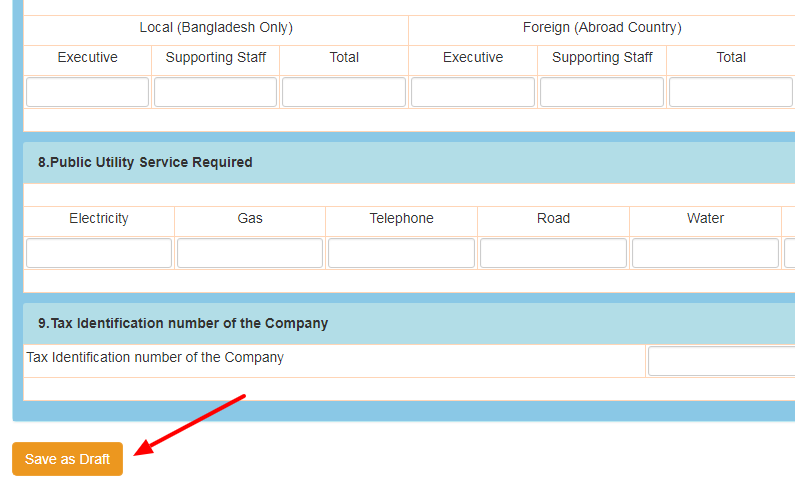 Local (Bangladesh Only) Foreign (Abroad Country)
Executive Supporting Staff Total Executive Supporting Staff Total
8.Public Utility Service Required
Electricity Gas Telephone Road Water
9.Tax Identification number of the Company
Tax Identification number of the Company
Save as Draft